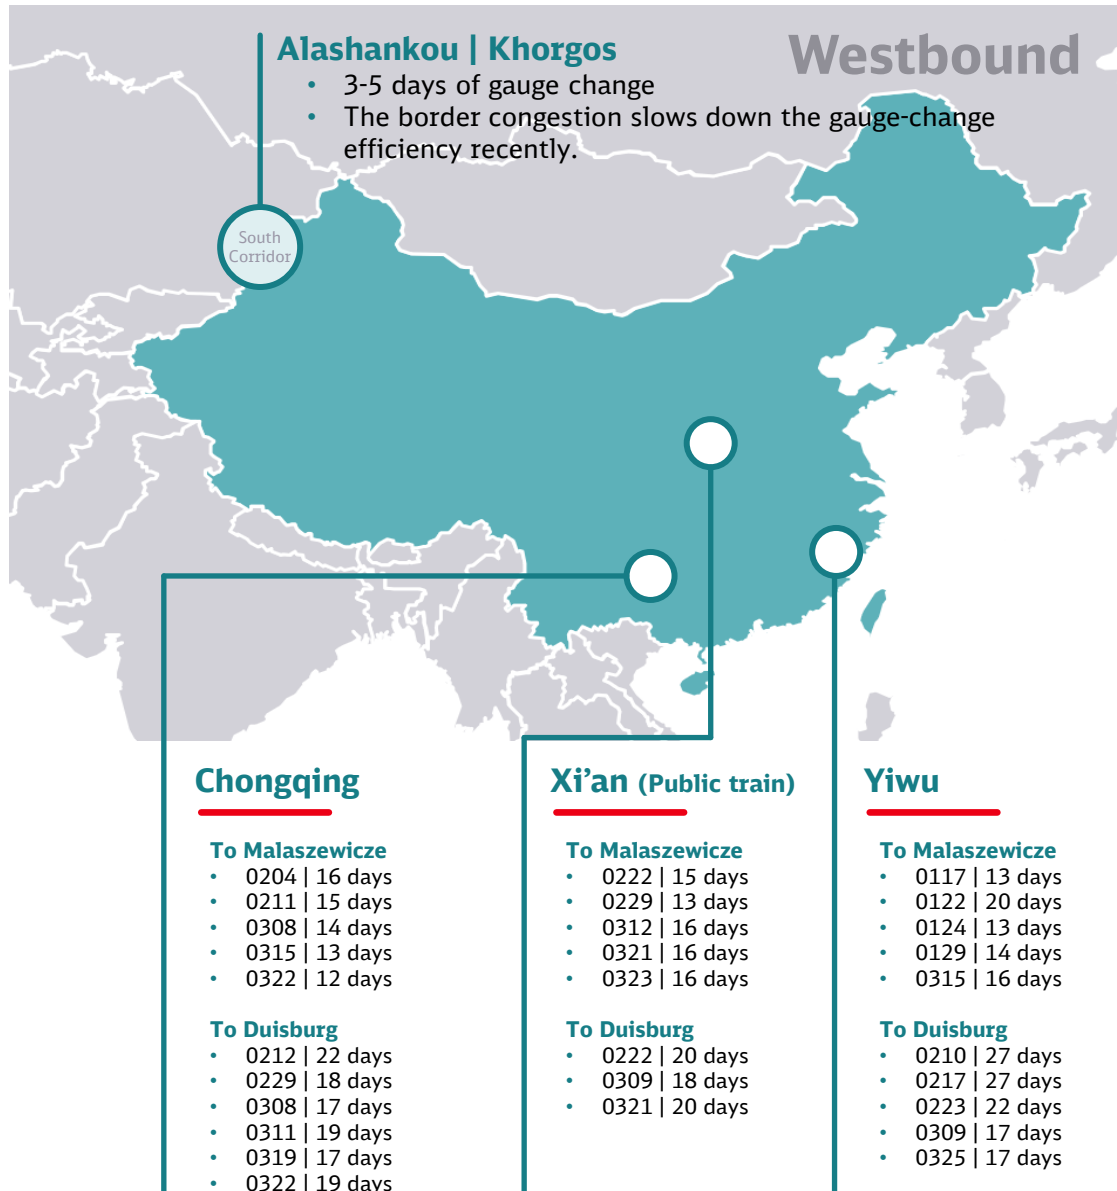 Westbound
Alashankou | Khorgos
• 3-5 days of gauge change
• The border congestion slows down the gauge-change
efficiency recently.
South
Corridor
Chongqing
To Malaszewicze
• 0204 | 16 days
• 0211 | 15 days
• 0308 | 14 days
• 0315 | 13 days
• 0322 | 12 days
To Duisburg
• 0212 | 22 days
• 0229 | 18 days
• 0308 | 17 days
• 0311 | 19 days
• 0319 | 17 days
• 0322 | 19 days
Xi’an (Public train)
To Malaszewicze
• 0222 | 15 days
• 0229 | 13 days
• 0312 | 16 days
• 0321 | 16 days
• 0323 | 16 days
To Duisburg
• 0222 | 20 days
• 0309 | 18 days
• 0321 | 20 days
Yiwu
To Malaszewicze
• 0117 | 13 days
• 0122 | 20 days
• 0124 | 13 days
• 0129 | 14 days
• 0315 | 16 days
To Duisburg
• 0210 | 27 days
• 0217 | 27 days
• 0223 | 22 days
• 0309 | 17 days
• 0325 | 17 days